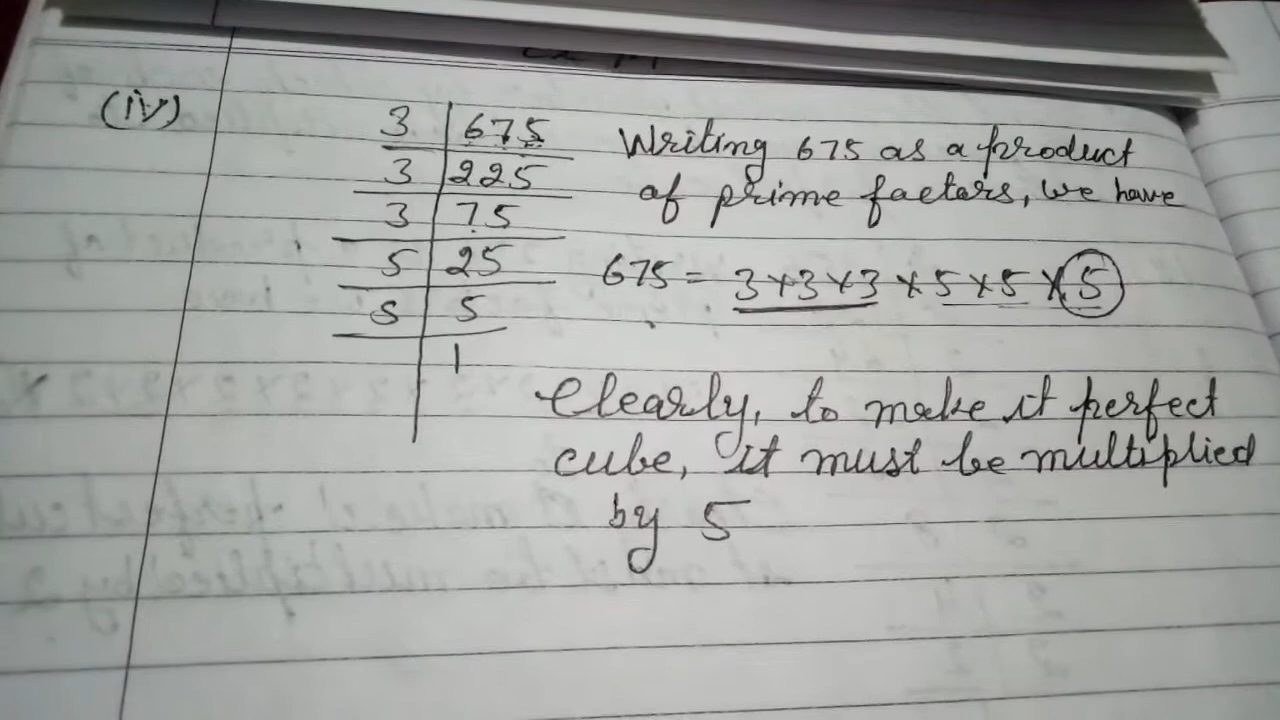 (iv)
3 | 675
3 | 225
3 | 75
5 | 25
5 | 5
1
Writing 675 as a product
of prime factors, we have
675 = 3 × 3 × 3 × 5 × 5 × 5
Clearly, to make it perfect
cube, it must be multiplied
by 5